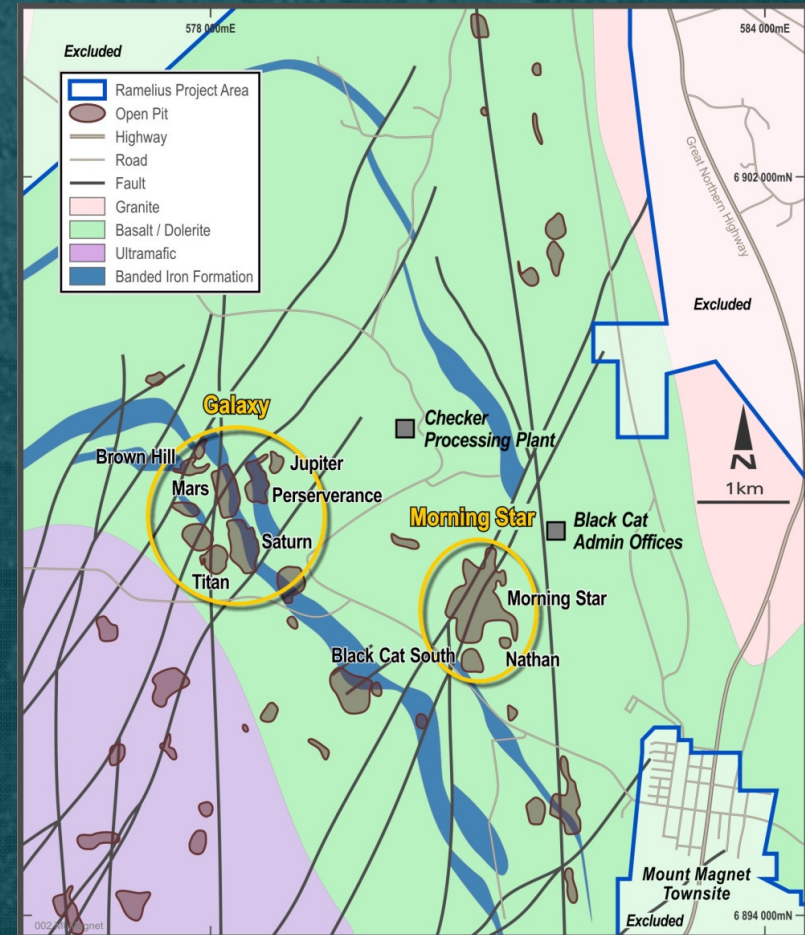 578 000mE
584 000mE
Excluded
Ramelius Project Area
Open Pit
Highway
Road
Fault
Granite
Basalt / Dolerite
Ultramafic
Banded Iron Formation
Great Northern Highway
6 902 000mN
Excluded
Galaxy
Checker
Processing Plant
N
1km
Brown Hill
Jupiter
Mars
Perserverance
Morning Star
Black Cat
Admin Offices
Saturn
Titan
Morning Star
Black Cat South
Nathan
Mount Magnet
Townsite
Excluded
6 894 000mN